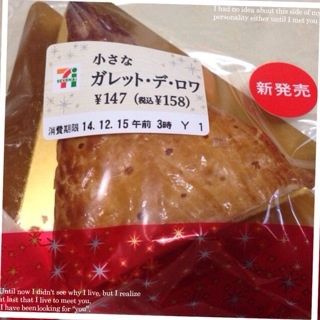 I had no idea about this side of my
personality either until I met you
小さな
ガレット・デ・ロワ
¥147 (税込¥158)
消費期限 14.12.15 午前 3時 Y 1
新発売
Until now I didn't see why I live, but I realize
at last that I live to meet you.
I have been looking for "you".